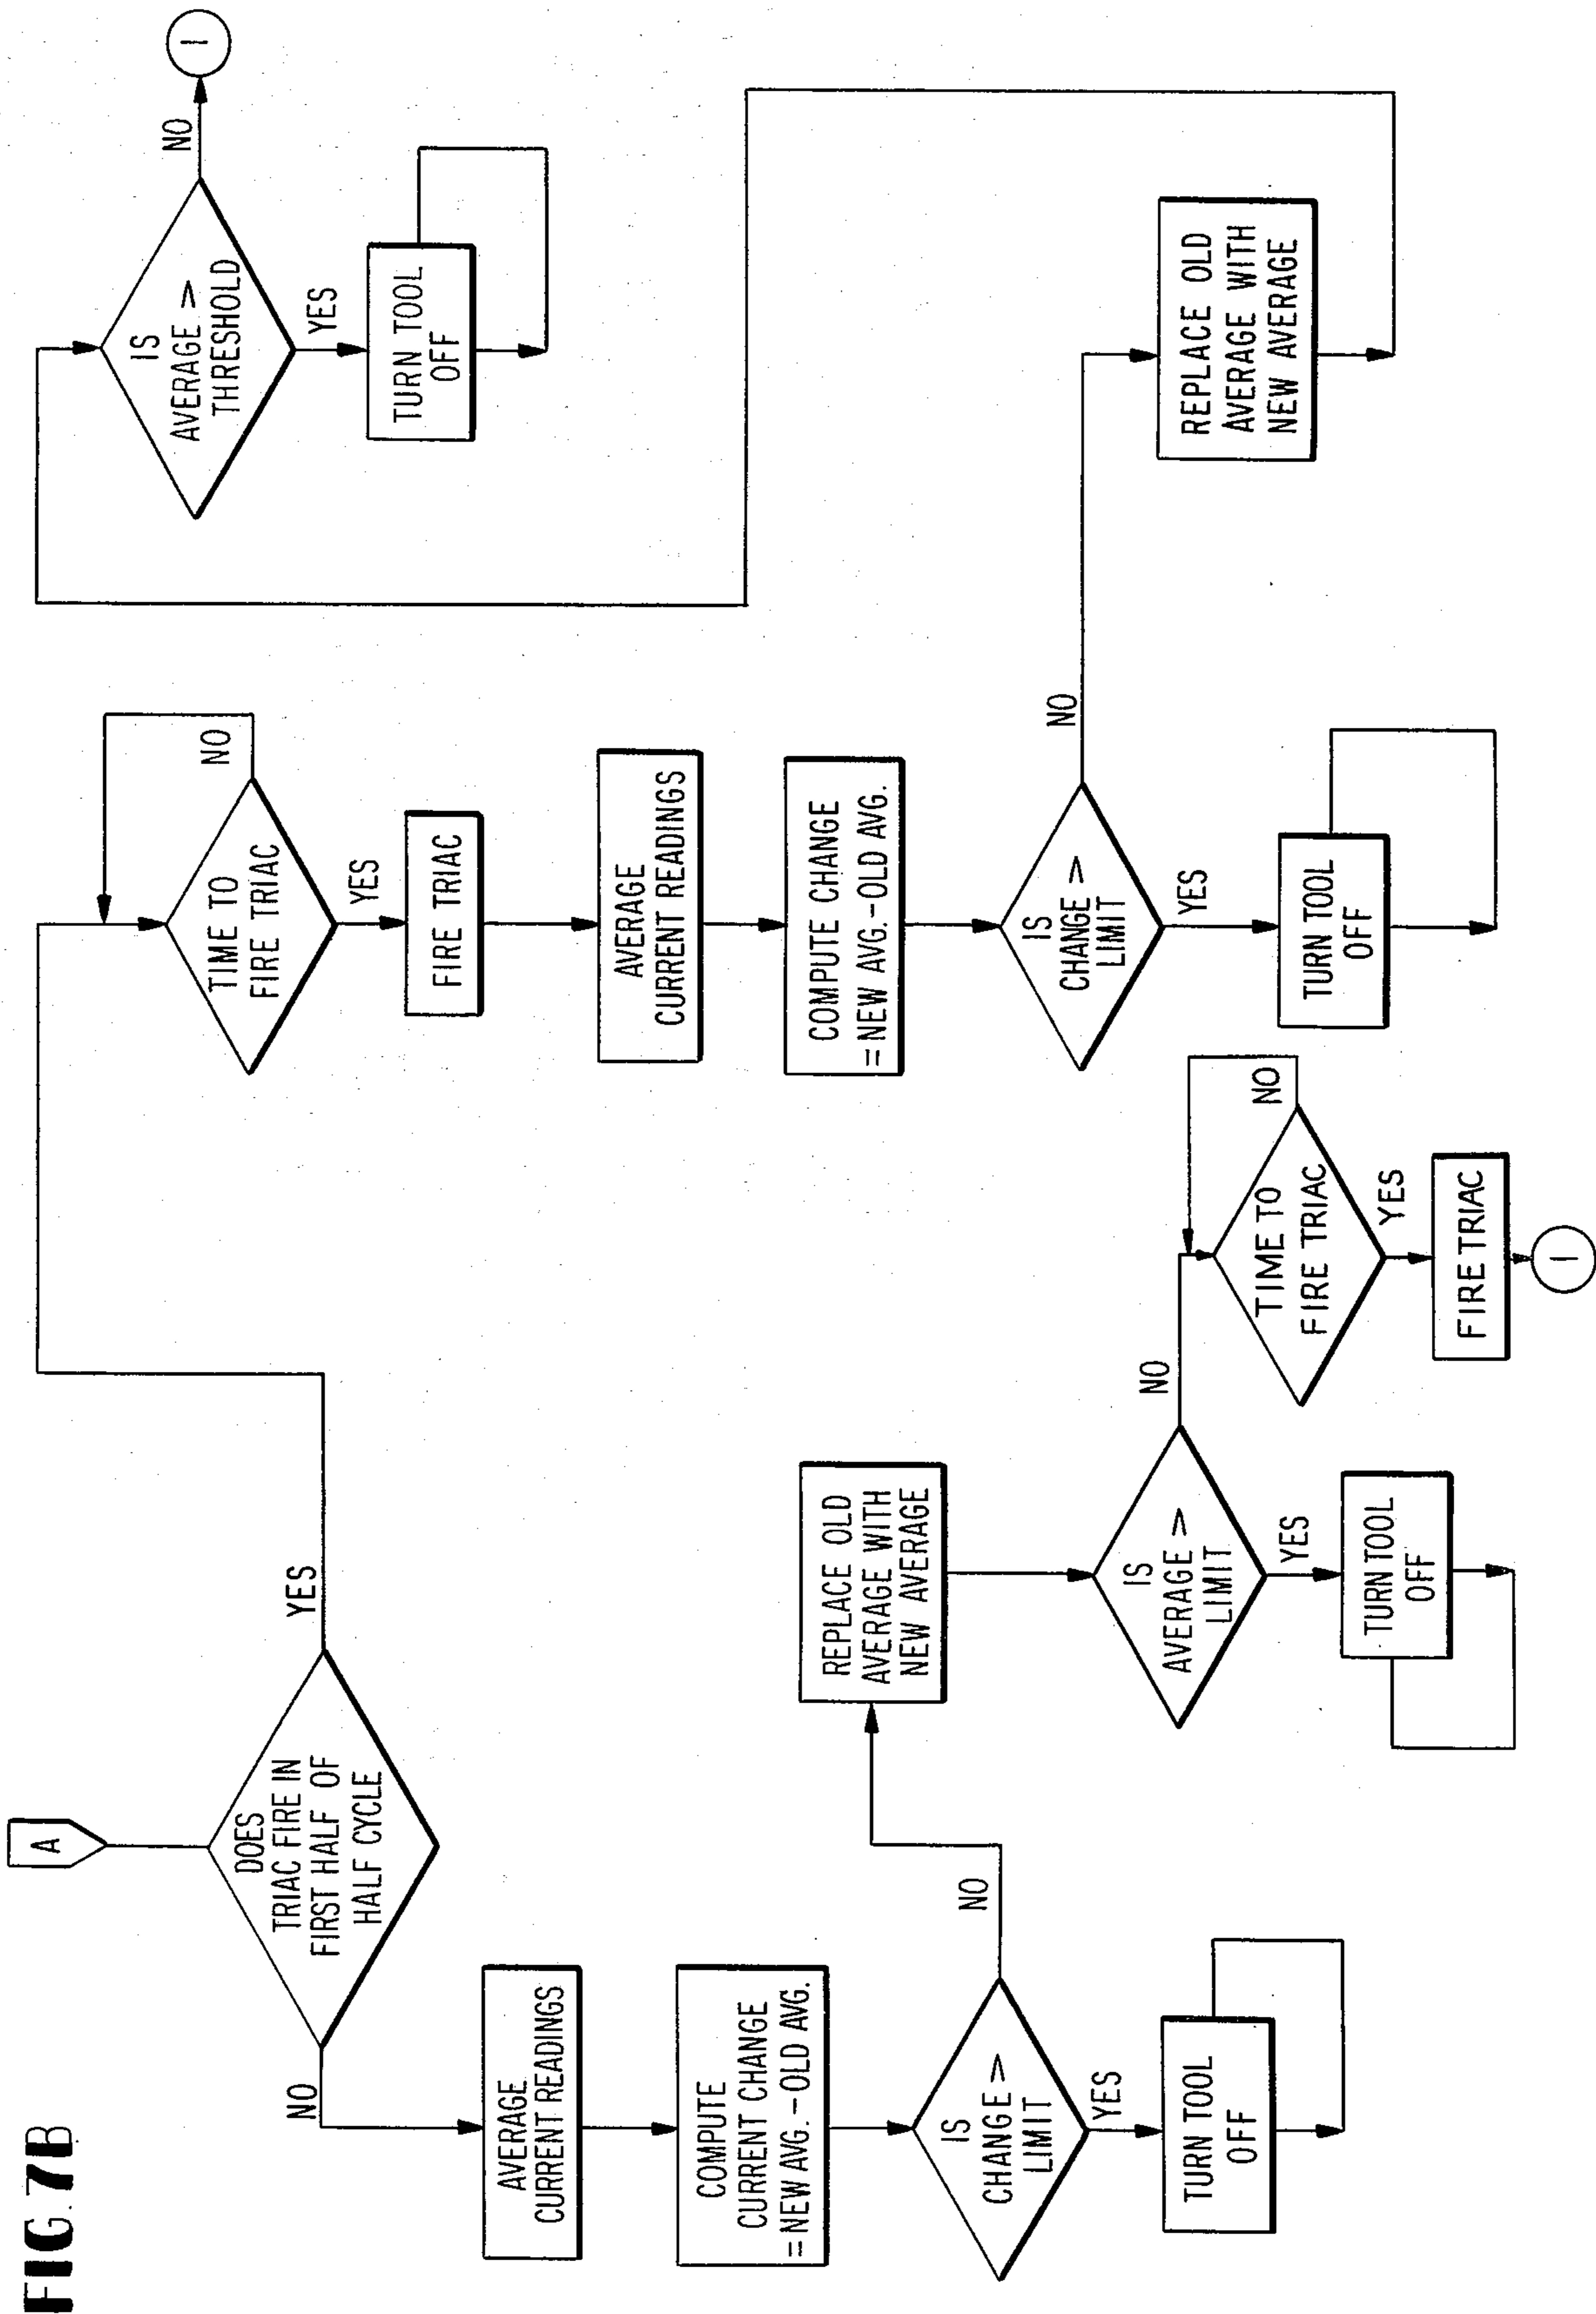 FIG. 7B
A
DOES
TRIAC FIRE IN
FIRST HALF OF
HALF CYCLE
NO
YES
AVERAGE
CURRENT READINGS
COMPUTE
CURRENT CHANGE
=NEW AVG.-OLD AVG.
IS
CHANGE >
LIMIT
NO
YES
TURN TOOL
OFF
REPLACE OLD
AVERAGE WITH
NEW AVERAGE
IS
AVERAGE >
LIMIT
NO
YES
TURN TOOL
OFF
TIME TO
FIRE TRIAC
NO
YES
FIRE TRIAC
1
TIME TO
FIRE TRIAC
NO
YES
FIRE TRIAC
AVERAGE
CURRENT READINGS
COMPUTE CHANGE
=NEW AVG.-OLD AVG.
IS
CHANGE >
LIMIT
NO
YES
TURN TOOL
OFF
REPLACE OLD
AVERAGE WITH
NEW AVERAGE
IS
AVERAGE >
THRESHOLD
NO
1
YES
TURN TOOL
OFF